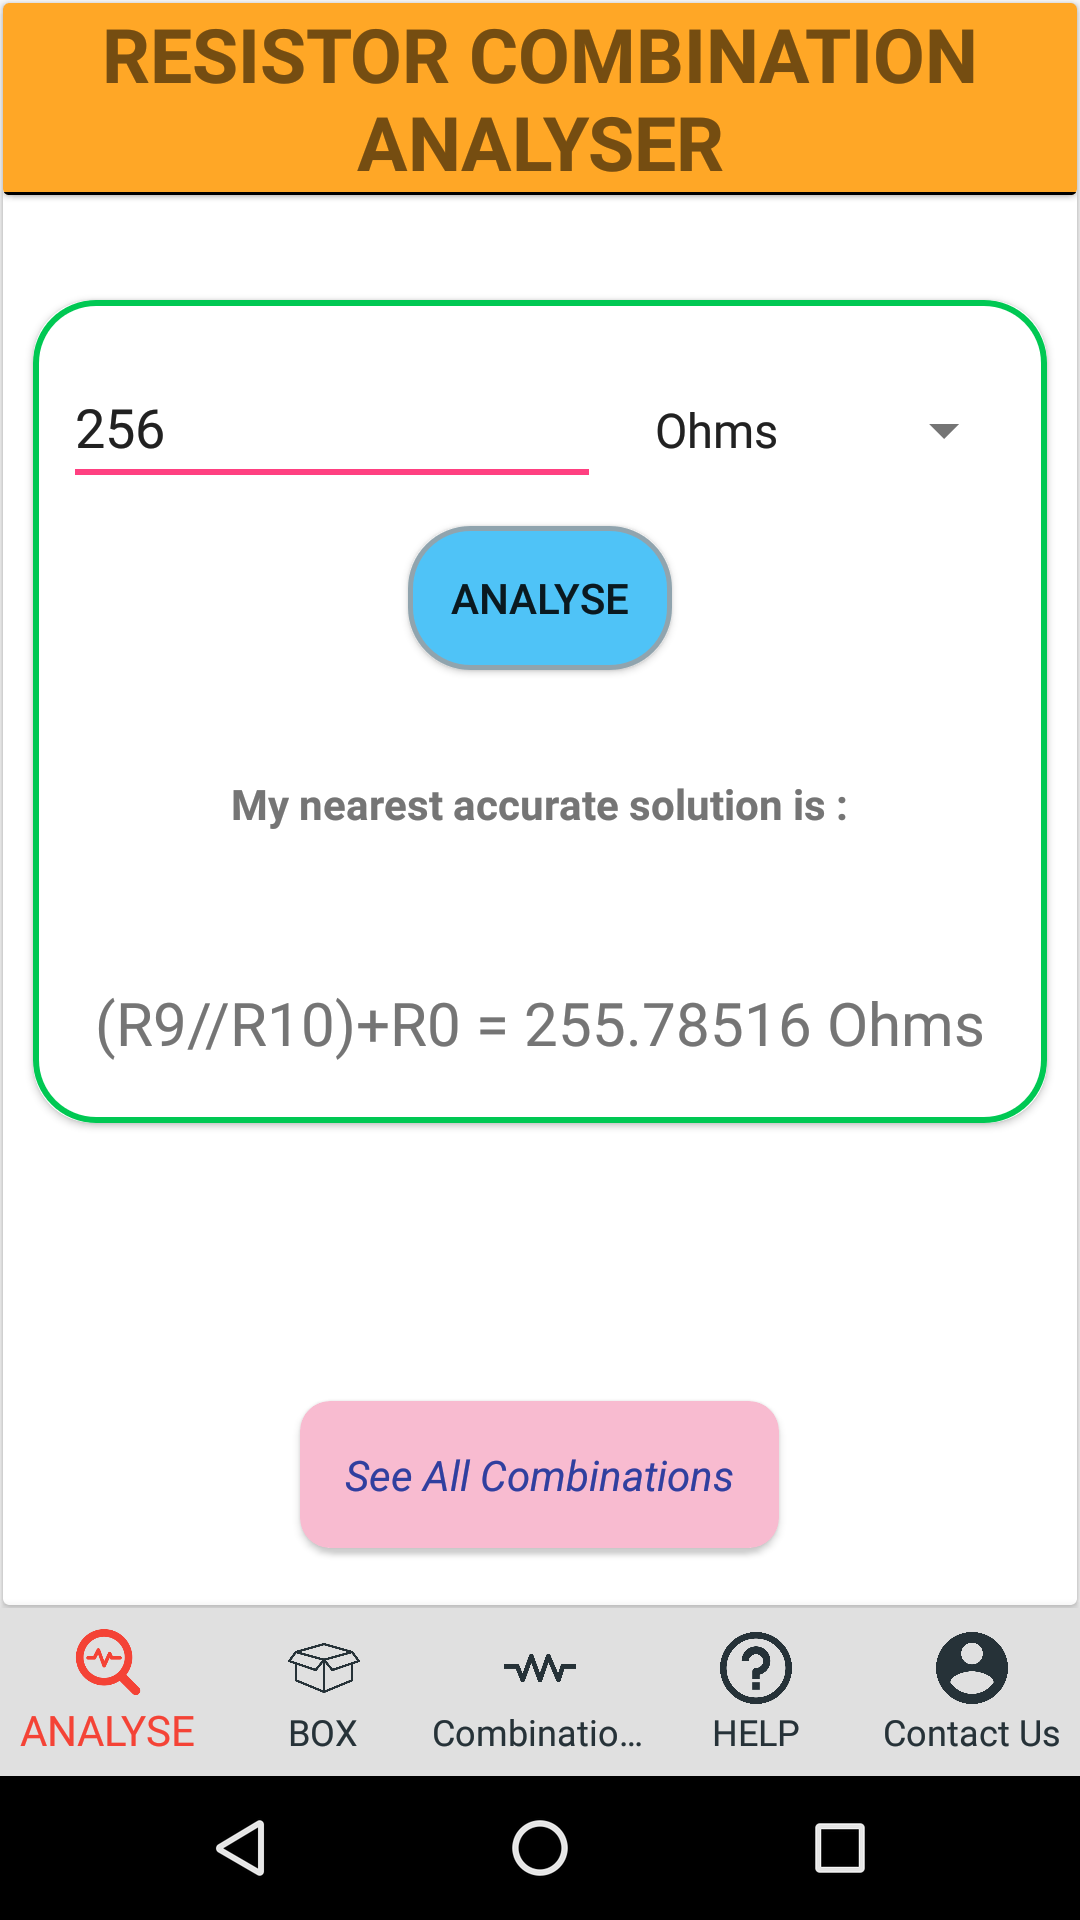 RESISTOR COMBINATION
ANALYSER
256
Ohms
ANALYSE
My nearest accurate solution is :
(R9//R10)+R0 = 255.78516 Ohms
See All Combinations
ANALYSE
BOX
Combinatio...
HELP
Contact Us